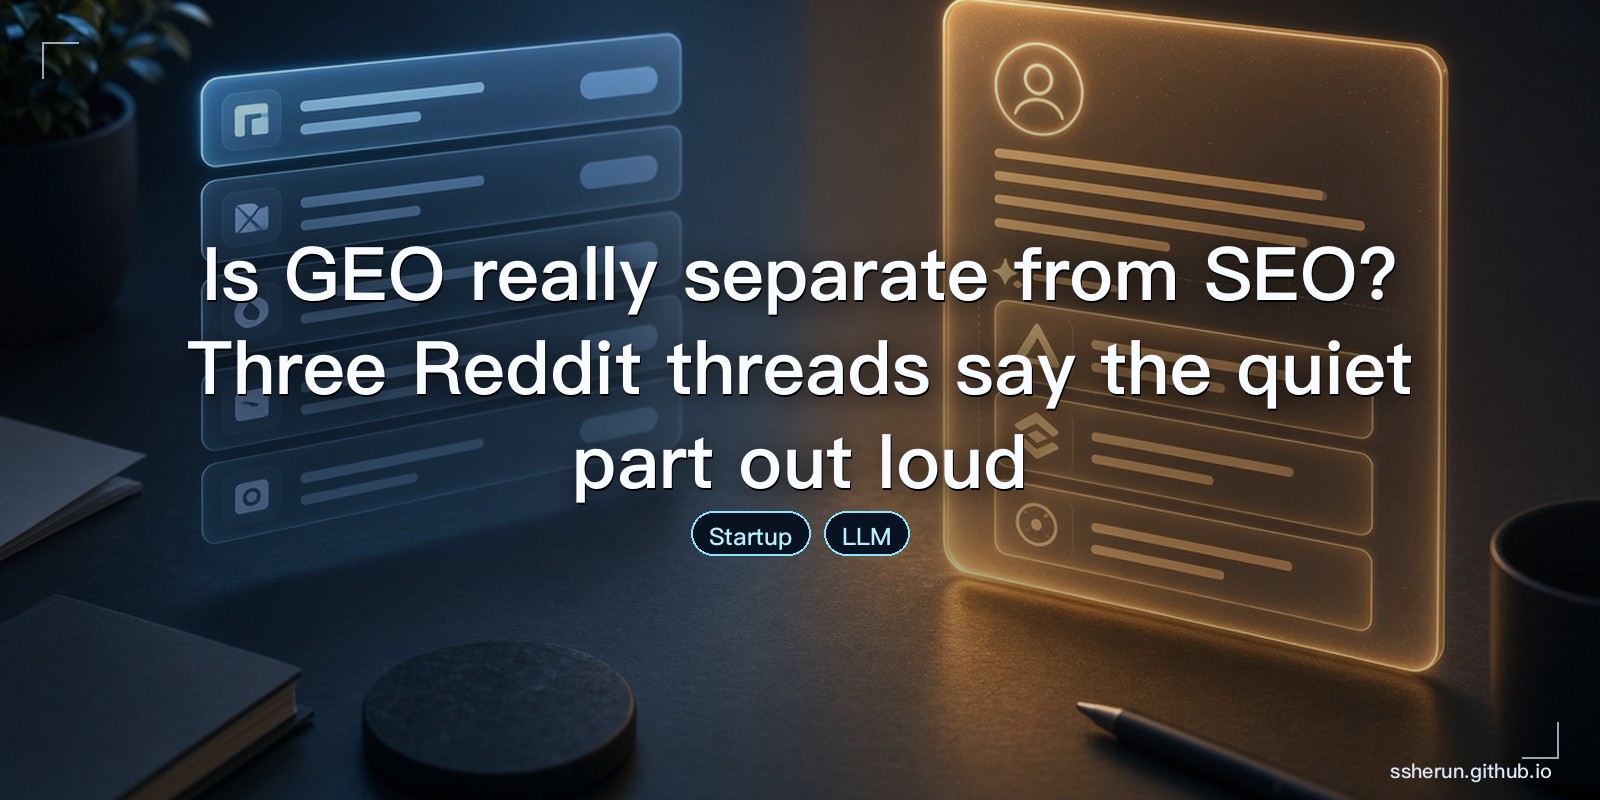 Is GEO really separate from SEO?
Three Reddit threads say the quiet
part out loud
Startup
LLM
ssherun.github.io